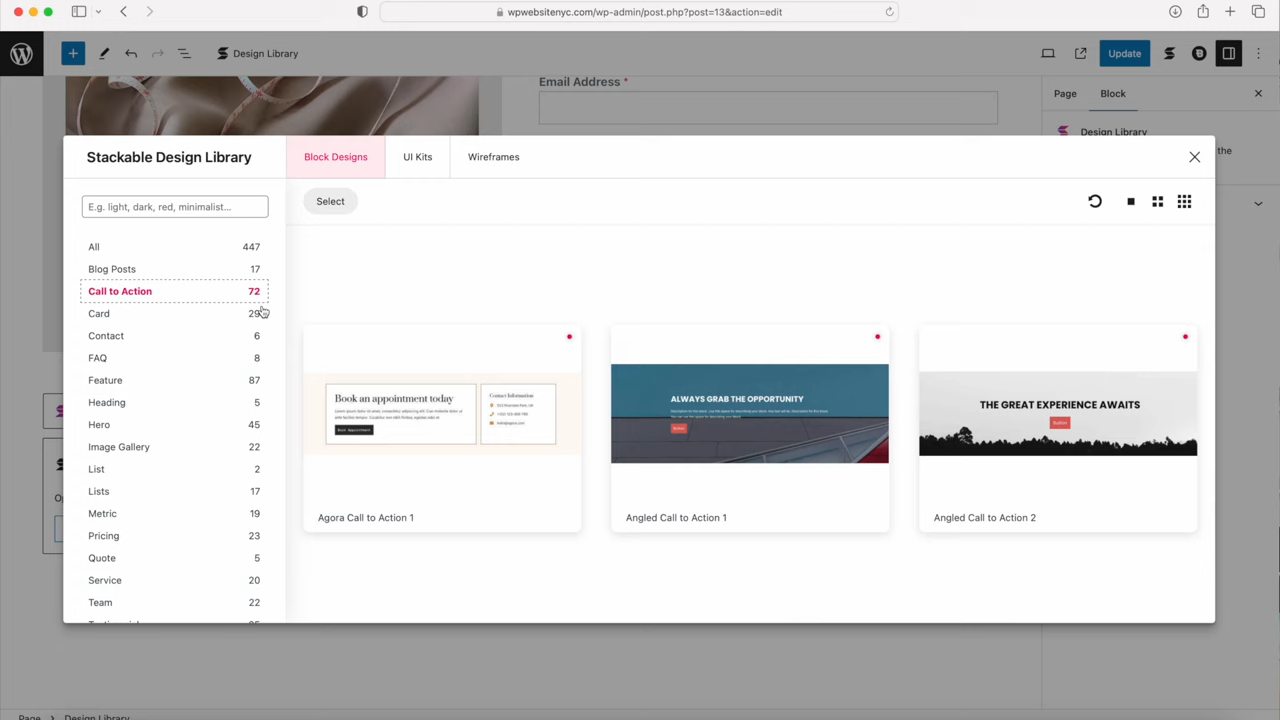 wpwebsitenyc.com/wp-admin/post.php?post=13&action=edit
Design Library
Update
Email Address *
Page
Block
Design Library
the
Stackable Design Library
Block Designs
UI Kits
Wireframes
E.g. light, dark, red, minimalist...
Select
All 447
Blog Posts 17
Call to Action 72
Card 29
Contact 6
FAQ 8
Feature 87
Heading 5
Hero 45
Image Gallery 22
List 2
Lists 17
Metric 19
Pricing 23
Quote 5
Service 20
Team 22
Book an appointment today
Book Appointment
Contact Information
Agora Call to Action 1
ALWAYS GRAB THE OPPORTUNITY
Button
Angled Call to Action 1
THE GREAT EXPERIENCE AWAITS
Button
Angled Call to Action 2
Page
Design Library